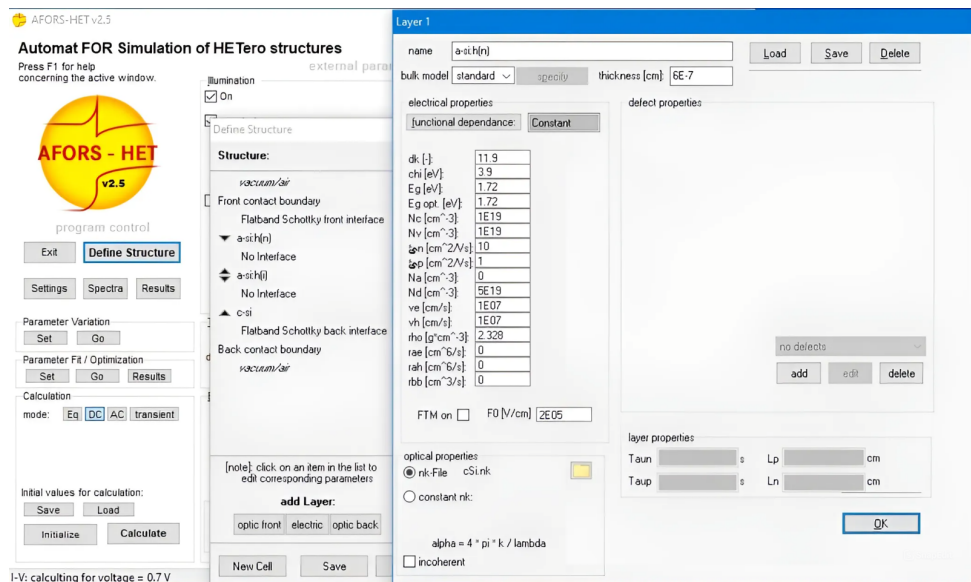 AFORS-HET v2.5
Automat FOR Simulation of HETero structures
Press F1 for help
concerning the active window.
external parar
AFORS - HET
v2.5
program control
Exit
Define Structure
Settings
Spectra
Results
Parameter Variation
Set
Go
Parameter Fit / Optimization
Set
Go
Results
Calculation
mode:
Eq
DC
AC
transient
Initial values for calculation:
Save
Load
Initialize
Calculate
I-V: calculting for voltage = 0.7 V
Illumination
On
Define Structure
Structure:
vacuum/air
Front contact boundary
Flatband Schottky front interface
a-si:h(n)
No Interface
a-si:h(i)
No Interface
c-si
Flatband Schottky back interface
Back contact boundary
vacuum/air
[note]: click on an item in the list to
edit corresponding parameters
add Layer:
optic front
electric
optic back
New Cell
Save
Layer 1
name
a-si:h(n)
Load
Save
Delete
bulk model
standard
specify
thickness [cm]:
6E-7
electrical properties
functional dependance:
Constant
dk [-]: 11.9
chi [eV]: 3.9
Eg [eV]: 1.72
Eg opt. [eV]: 1.72
Nc [cm^-3]: 1E19
Nv [cm^-3]: 1E19
n [cm^2/Vs]: 10
p [cm^2/Vs]: 1
Na [cm^-3]: 0
Nd [cm^-3]: 5E19
ve [cm/s]: 1E07
vh [cm/s]: 1E07
rho [g*cm^-3]: 2.328
rae [cm^6/s]: 0
rah [cm^6/s]: 0
rbb [cm^3/s]: 0
FTM on
F0 [V/cm]
2E05
optical properties
nk-File
cSi.nk
constant nk:
alpha = 4 * pi * k / lambda
incoherent
defect properties
no defects
add
edit
delete
layer properties
Taun s Lp cm
Taup s Ln cm
OK